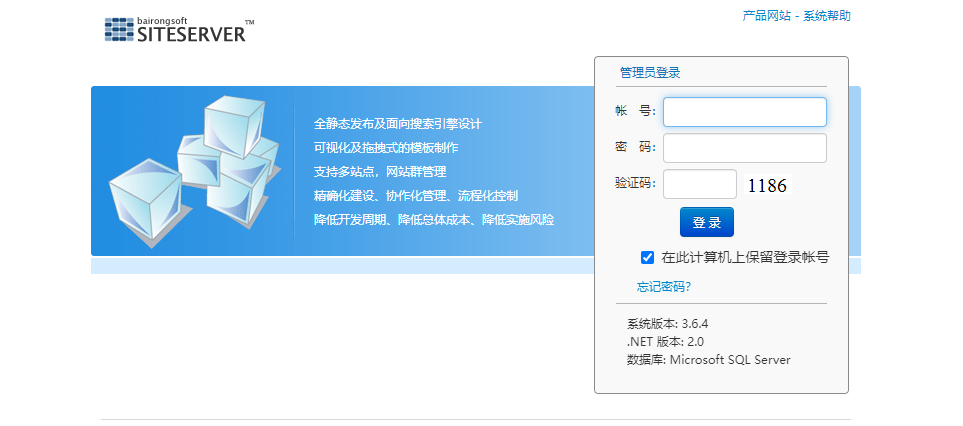 bairongsoft
SITESERVER™
产品网站 - 系统帮助
全静态发布及面向搜索引擎设计
可视化及拖拽式的模板制作
支持多站点，网站群管理
精确化建设、协作化管理、流程化控制
降低开发周期、降低总体成本、降低实施风险
管理员登录
帐 号:
密 码:
验证码: 1186
登 录
在此计算机上保留登录帐号
忘记密码?
系统版本: 3.6.4
.NET 版本: 2.0
数据库: Microsoft SQL Server